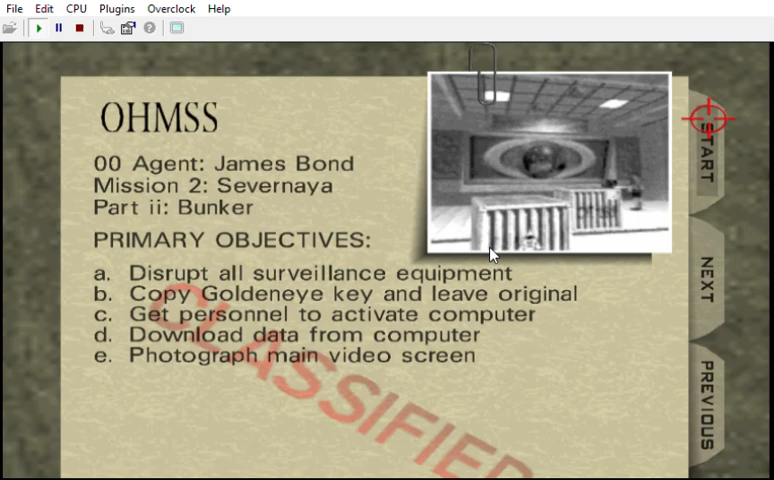 File Edit CPU Plugins Overclock Help
OHMSS
00 Agent: James Bond
Mission 2: Severnaya
Part ii: Bunker
PRIMARY OBJECTIVES:
a. Disrupt all surveillance equipment
b. Copy Goldeneye key and leave original
c. Get personnel to activate computer
d. Download data from computer
e. Photograph main video screen
CLASSIFIED
START
NEXT
PREVIOUS